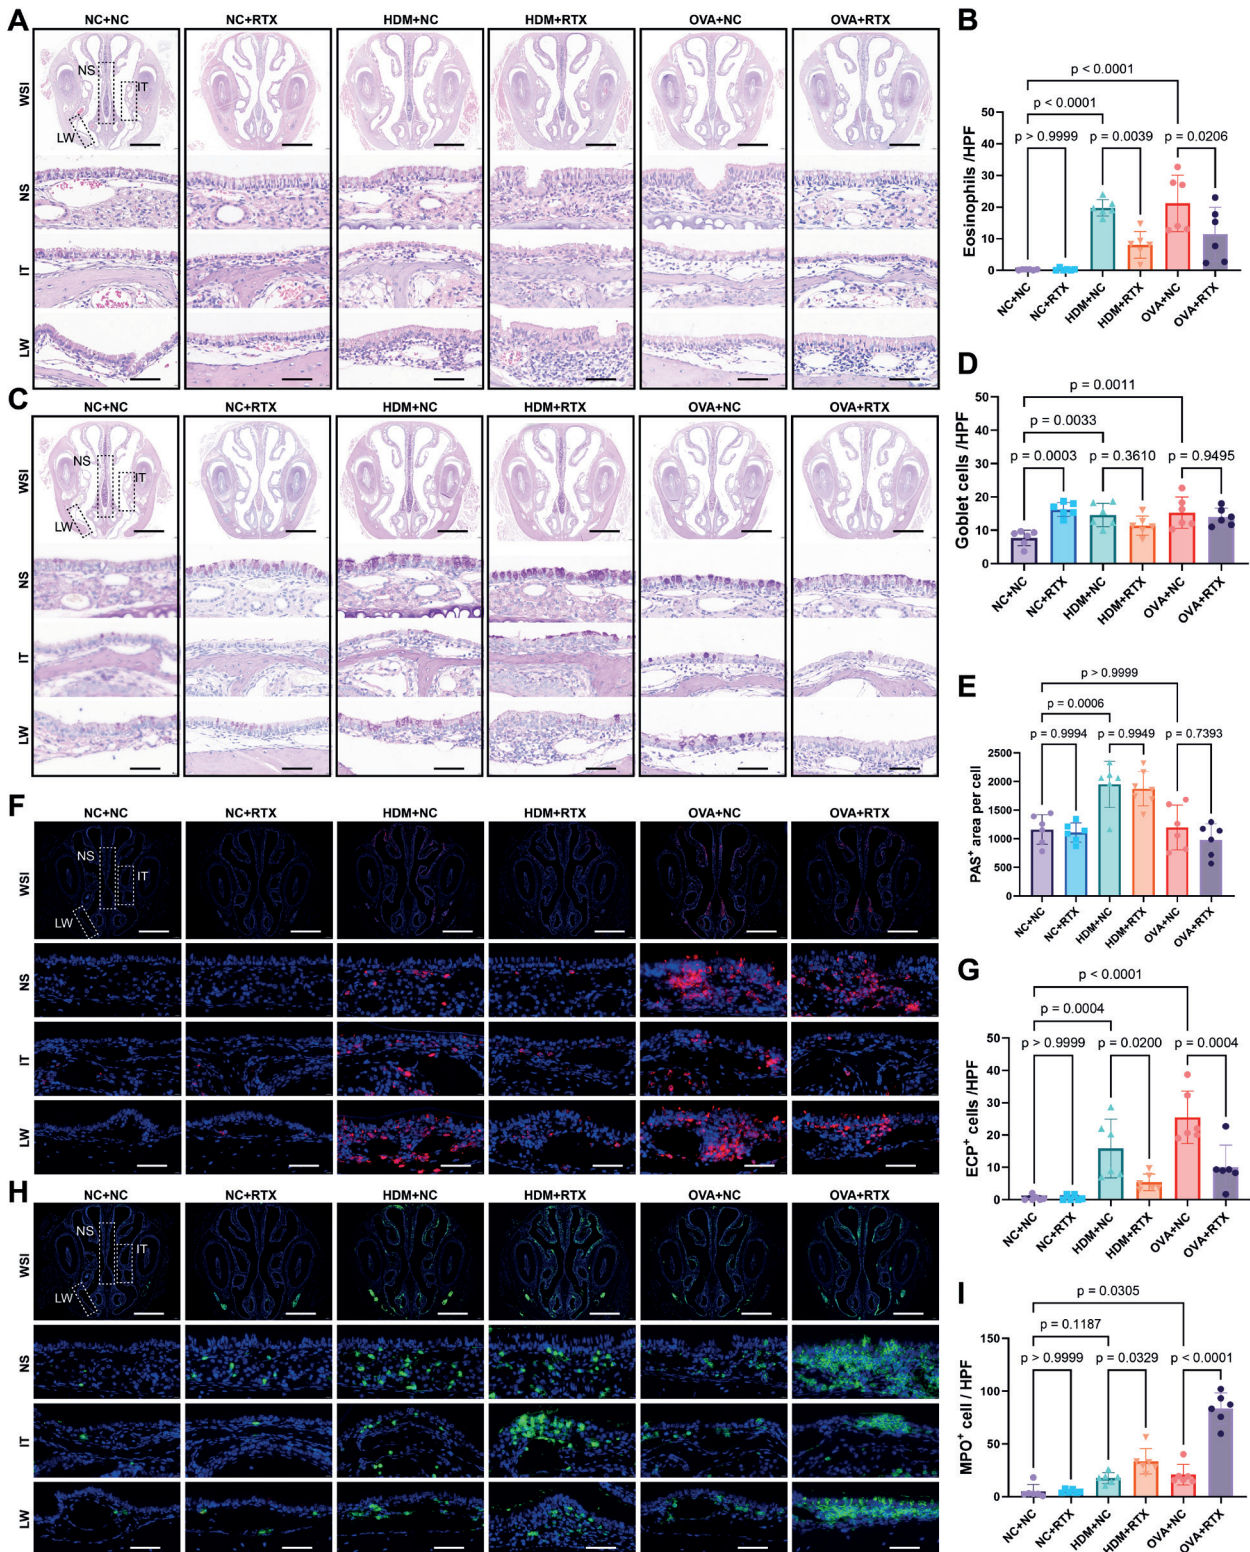 A
NC+NC NC+RTX HDM+NC HDM+RTX OVA+NC OVA+RTX
WSI
NS
IT
LW
NS
IT
LW
B
p < 0.0001
p < 0.0001
p > 0.9999 p = 0.0039 p = 0.0206
Eosinophils /HPF
50
40
30
20
10
0
NC+NC NC+RTX HDM+NC HDM+RTX OVA+NC OVA+RTX
C
NC+NC NC+RTX HDM+NC HDM+RTX OVA+NC OVA+RTX
WSI
NS
IT
LW
NS
IT
LW
D
p = 0.0011
p = 0.0033
p = 0.0003 p = 0.3610 p = 0.9495
Goblet cells /HPF
50
40
30
20
10
0
NC+NC NC+RTX HDM+NC HDM+RTX OVA+NC OVA+RTX
E
p > 0.9999
p = 0.0006
p = 0.9994 p = 0.9949 p = 0.7393
PAS⁺ area per cell
2500
2000
1500
1000
500
0
NC+NC NC+RTX HDM+NC HDM+RTX OVA+NC OVA+RTX
F
NC+NC NC+RTX HDM+NC HDM+RTX OVA+NC OVA+RTX
WSI
NS
IT
LW
NS
IT
LW
G
p < 0.0001
p = 0.0004
p > 0.9999 p = 0.0200 p = 0.0004
ECP⁺ cells /HPF
50
40
30
20
10
0
NC+NC NC+RTX HDM+NC HDM+RTX OVA+NC OVA+RTX
H
NC+NC NC+RTX HDM+NC HDM+RTX OVA+NC OVA+RTX
WSI
NS
IT
LW
NS
IT
LW
I
p = 0.0305
p = 0.1187
p > 0.9999 p = 0.0329 p < 0.0001
MPO⁺ cell / HPF
150
100
50
0
NC+NC NC+RTX HDM+NC HDM+RTX OVA+NC OVA+RTX